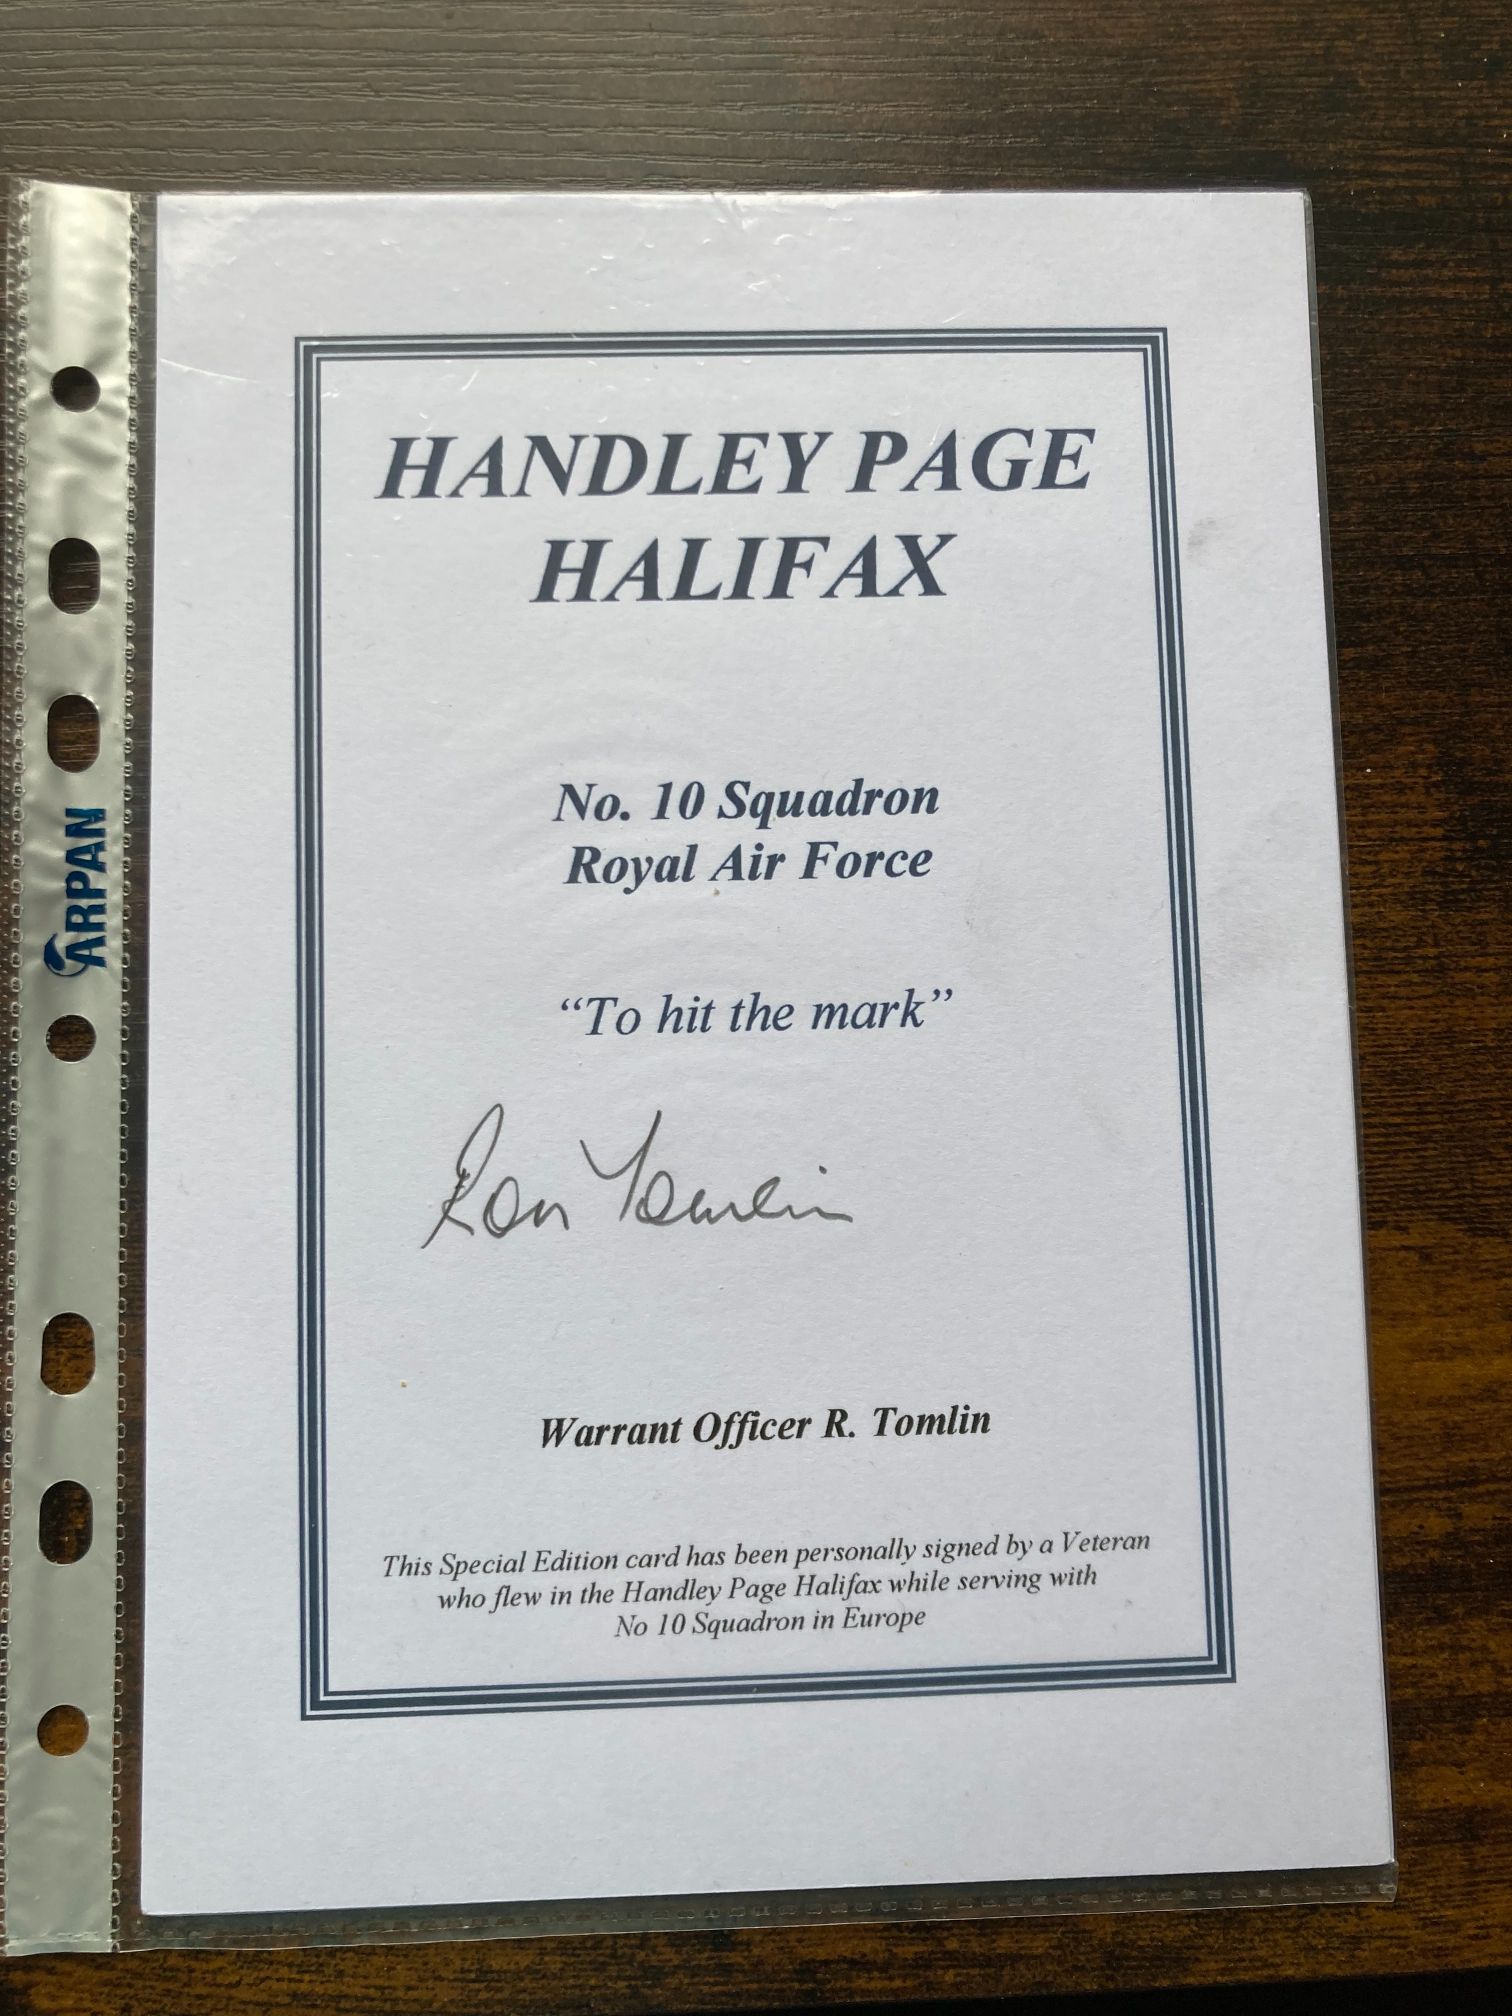 HANDLEY PAGE
HALIFAX
No. 10 Squadron
Royal Air Force
“To hit the mark”
Ron Tomlin
Warrant Officer R. Tomlin
This Special Edition card has been personally signed by a Veteran
who flew in the Handley Page Halifax while serving with
No 10 Squadron in Europe
ARPAN